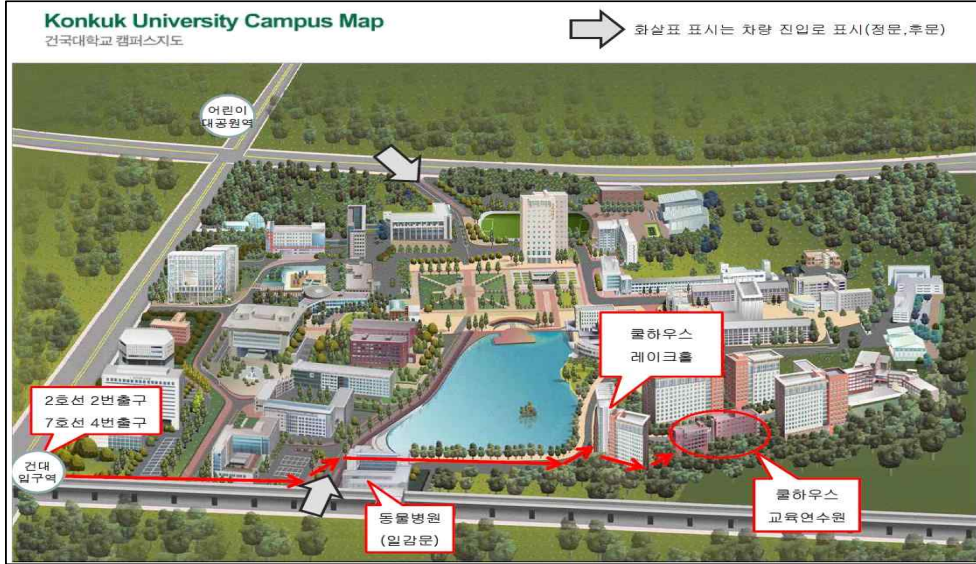 Konkuk University Campus Map
건국대학교 캠퍼스지도
화살표 표시는 차량 진입로 표시(정문,후문)
어린이
대공원역
쿨하우스
레이크홀
2호선 2번출구
7호선 4번출구
건대
입구역
동물병원
(일감문)
쿨하우스
교육연수원